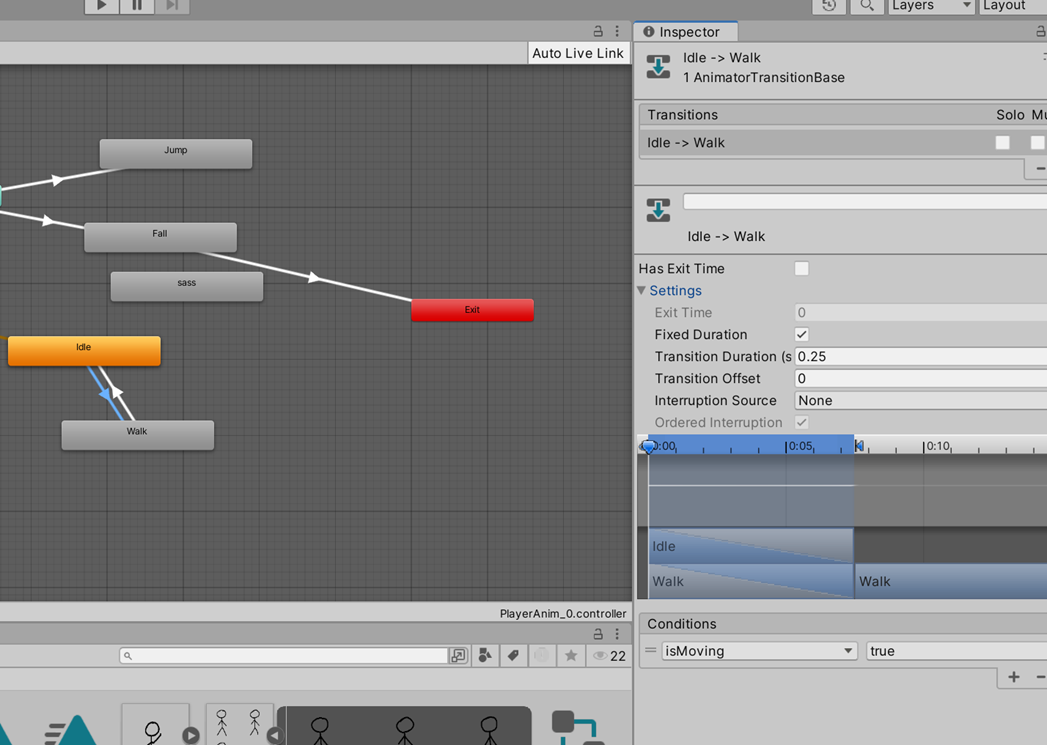 Layers
Layout
Auto Live Link
Inspector
Idle -> Walk
1 AnimatorTransitionBase
Transitions
Solo
Idle -> Walk
Idle -> Walk
Has Exit Time
Settings
Exit Time
0
Fixed Duration
Transition Duration (s
0.25
Transition Offset
0
Interruption Source
None
Ordered Interruption
0:00
0:05
0:10
Idle
Walk
Walk
Conditions
isMoving
true
Jump
Fall
sass
Exit
Idle
Walk
PlayerAnim_0.controller
22